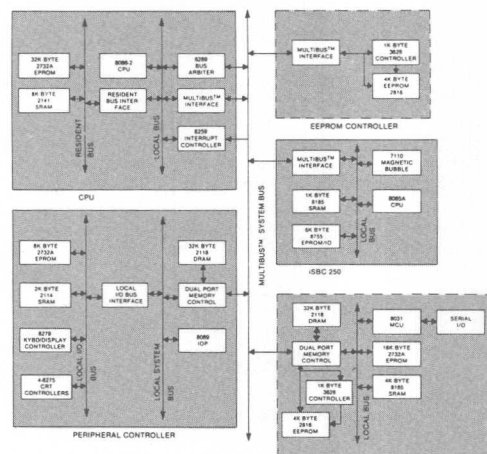 32K BYTE
2732A
EPROM
8K BYTE
2141
SRAM
RESIDENT
BUS
8086-2
CPU
RESIDENT
BUS INTER
FACE
LOCAL BUS
8289
BUS
ARBITER
MULTIBUS™
INTERFACE
8259
INTERRUPT
CONTROLLER
CPU
8K BYTE
2732A
EPROM
2K BYTE
2114
SRAM
8279
KYBD/DISPLAY
CONTROLLER
4-8275
CRT
CONTROLLERS
LOCAL I/O
BUS
LOCAL
I/O BUS
INTERFACE
LOCAL SYSTEM
BUS
32K BYTE
2118
DRAM
DUAL PORT
MEMORY
CONTROL
8089
IOP
PERIPHERAL CONTROLLER
MULTIBUS™ SYSTEM BUS
MULTIBUS™
INTERFACE
1K BYTE
3628
CONTROLLER
4K BYTE
EEPROM
2816
EEPROM CONTROLLER
MULTIBUS™
INTERFACE
1K BYTE
8185
SRAM
6K BYTE
8755
EPROM/I/O
LOCAL
BUS
7110
MAGNETIC
BUBBLE
8085A
CPU
iSBC 250
32K BYTE
2118
DRAM
DUAL PORT
MEMORY
CONTROL
1K BYTE
3628
CONTROLLER
4K BYTE
2816
EEPROM
LOCAL BUS
8031
MCU
SERIAL
I/O
16K BYTE
2732A
EPROM
4K BYTE
8185
SRAM